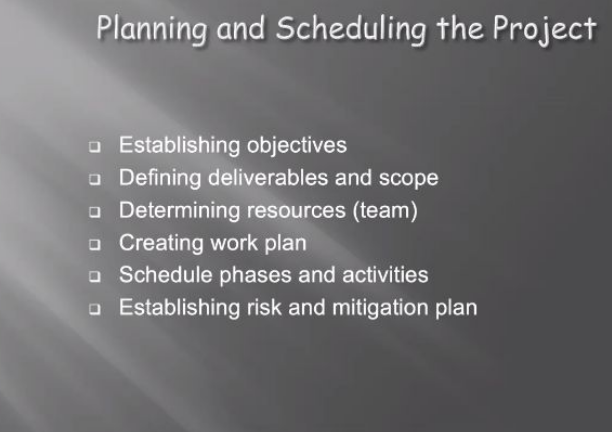 Planning and Scheduling the Project
Establishing objectives
Defining deliverables and scope
Determining resources (team)
Creating work plan
Schedule phases and activities
Establishing risk and mitigation plan